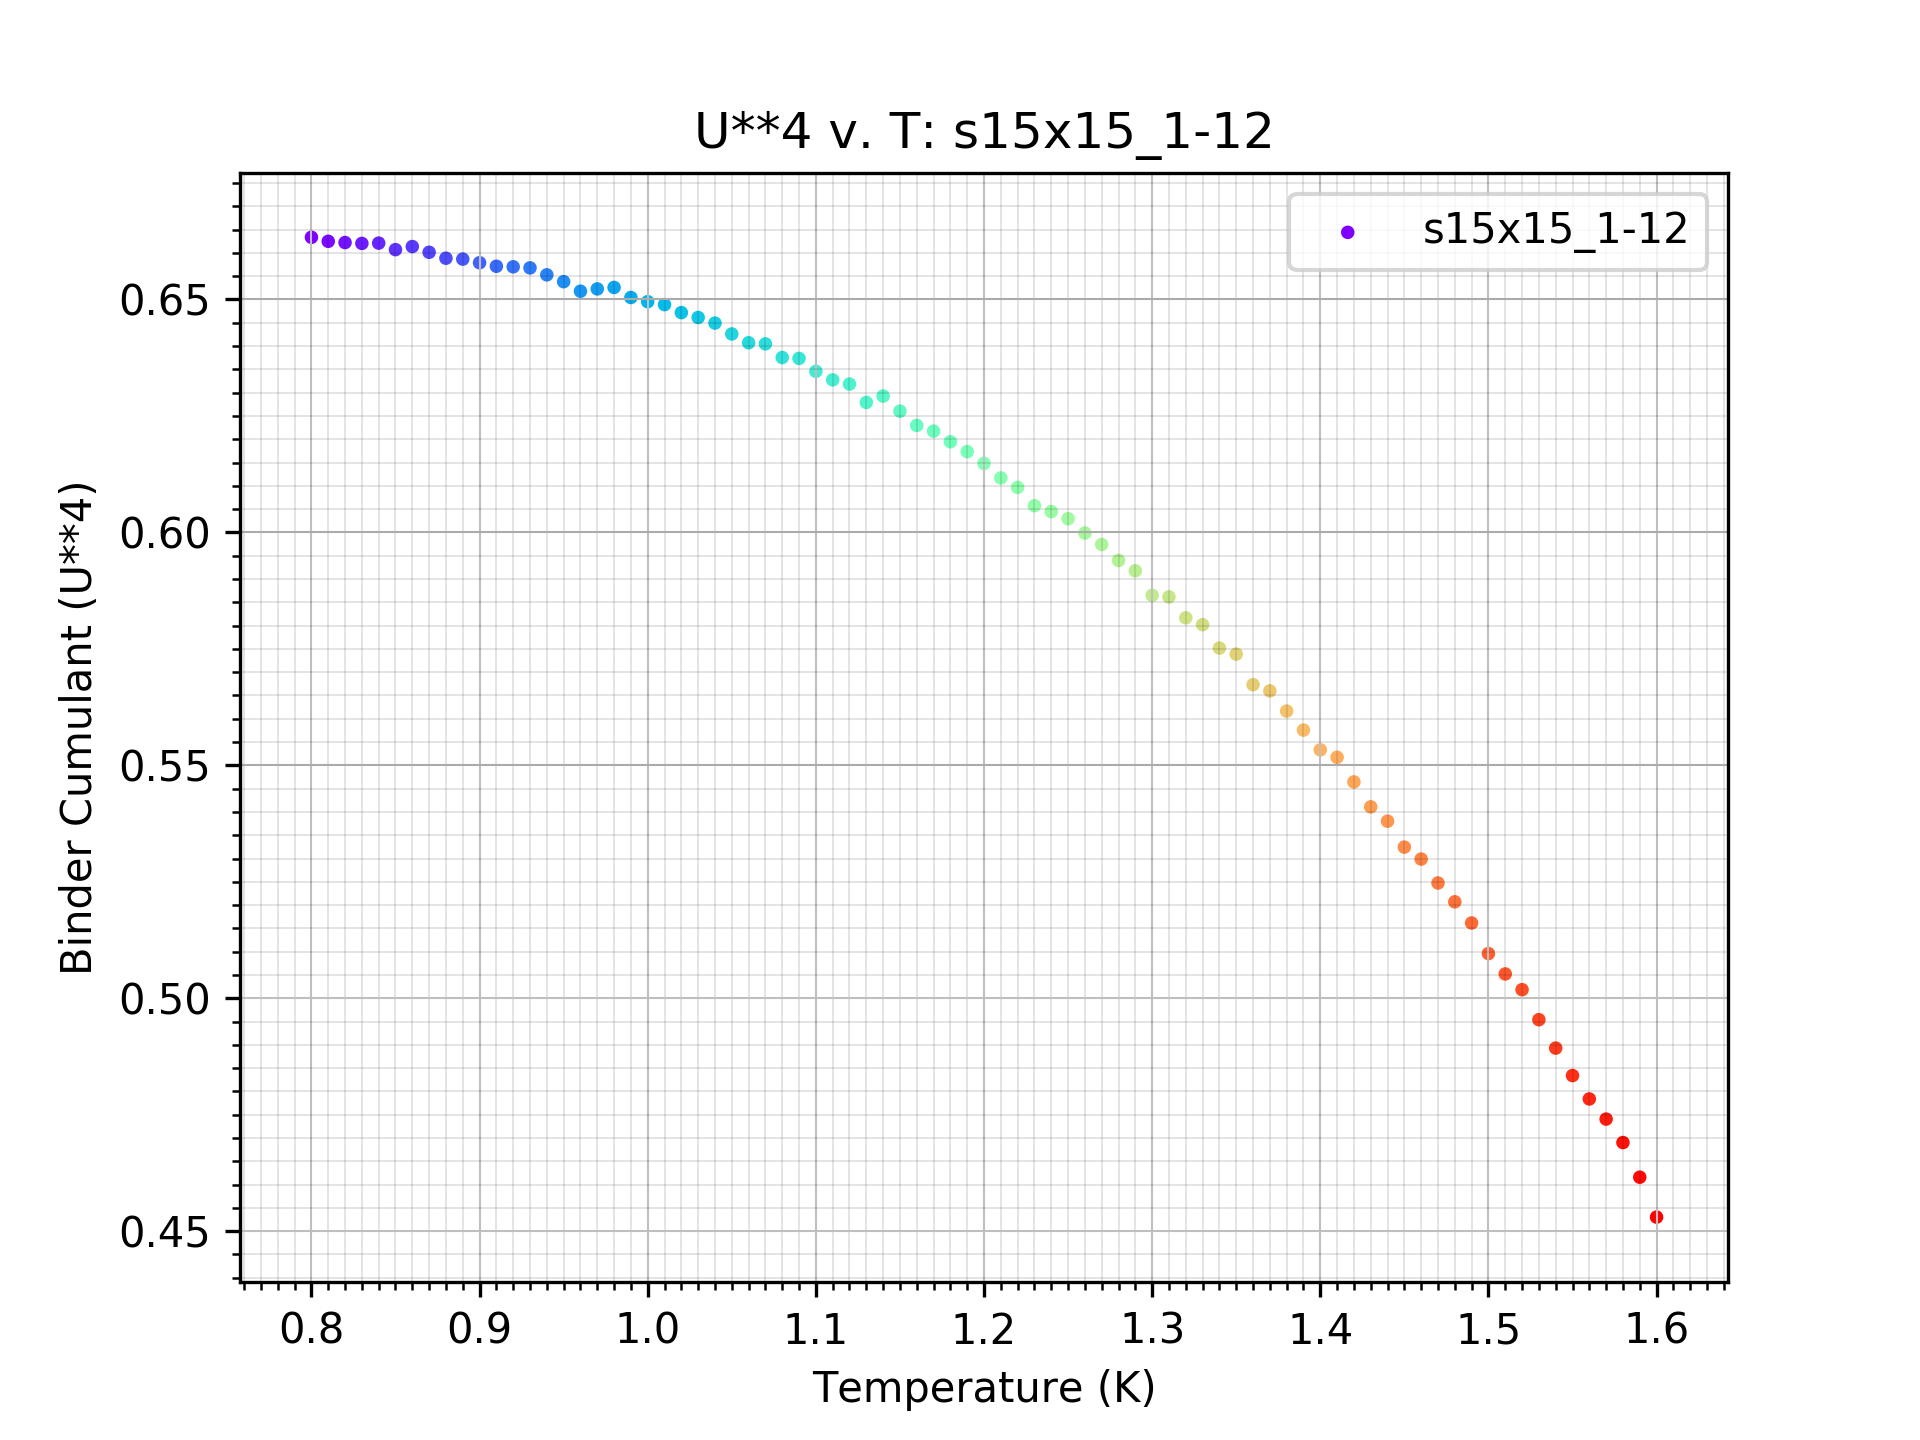 U**4 v. T: s15x15_1-12
s15x15_1-12
0.65
0.60
0.55
0.50
0.45
Binder Cumulant (U**4)
0.8 0.9 1.0 1.1 1.2 1.3 1.4 1.5 1.6
Temperature (K)